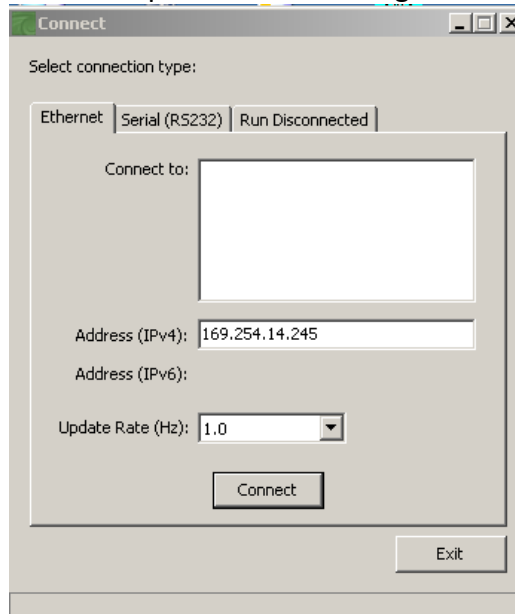 Connect
Select connection type:
Ethernet Serial (RS232) Run Disconnected
Connect to:
Address (IPv4): 169.254.14.245
Address (IPv6):
Update Rate (Hz): 1.0
Connect
Exit